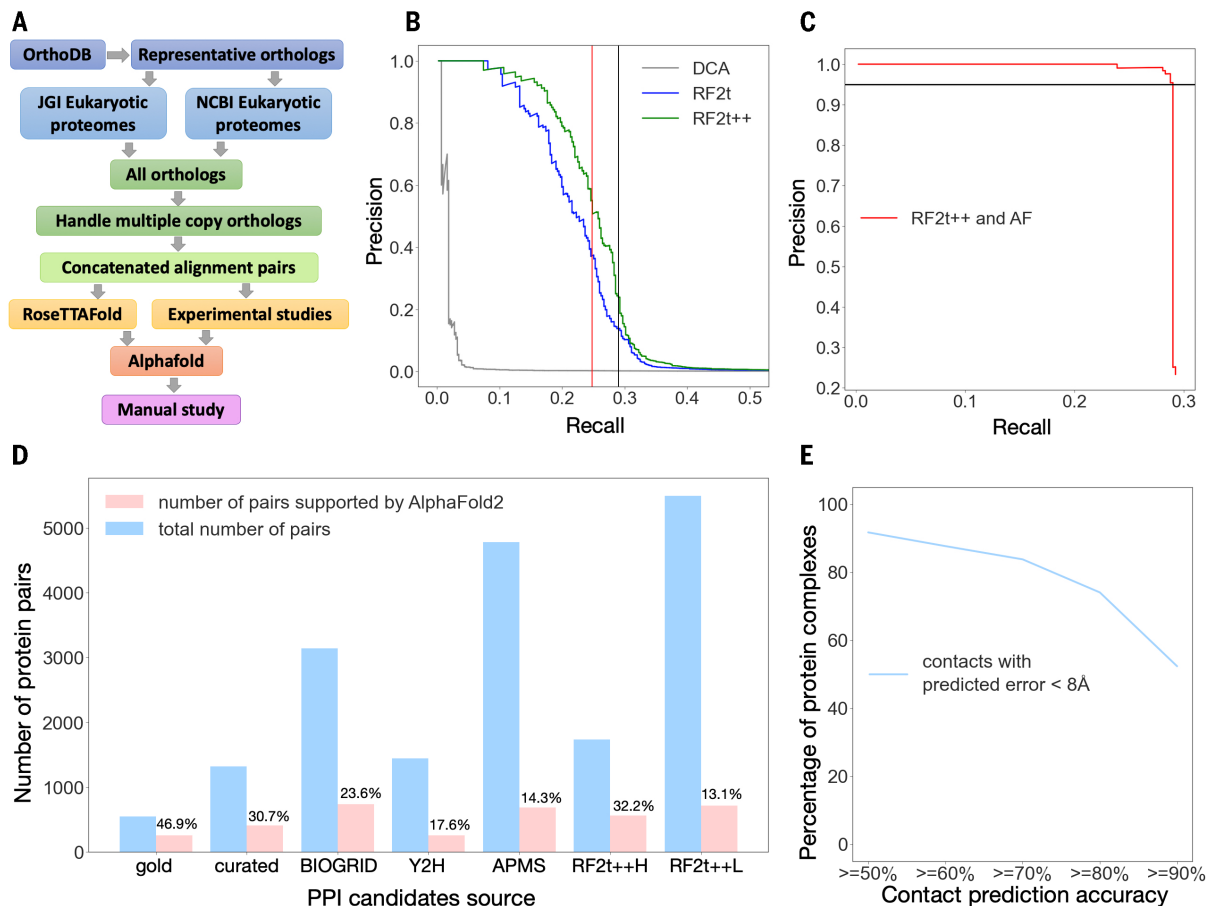 A
OrthoDB
Representative orthologs
JGI Eukaryotic
proteomes
NCBI Eukaryotic
proteomes
All orthologs
Handle multiple copy orthologs
Concatenated alignment pairs
RoseTTAFold
Experimental studies
Alphafold
Manual study
B
Precision
1.0
0.8
0.6
0.4
0.2
0.0
DCA
RF2t
RF2t++
0.0 0.1 0.2 0.3 0.4 0.5
Recall
C
Precision
1.0
0.9
0.8
0.7
0.6
0.5
0.4
0.3
0.2
RF2t++ and AF
0.0 0.1 0.2 0.3
Recall
D
Number of protein pairs
number of pairs supported by AlphaFold2
total number of pairs
5000
4000
3000
2000
1000
0
46.9%
30.7%
23.6%
17.6%
14.3%
32.2%
13.1%
gold curated BIOGRID Y2H APMS RF2t++H RF2t++L
PPI candidates source
E
Percentage of protein complexes
100
80
60
40
20
0
contacts with
predicted error < 8Å
>=50% >=60% >=70% >=80% >=90%
Contact prediction accuracy